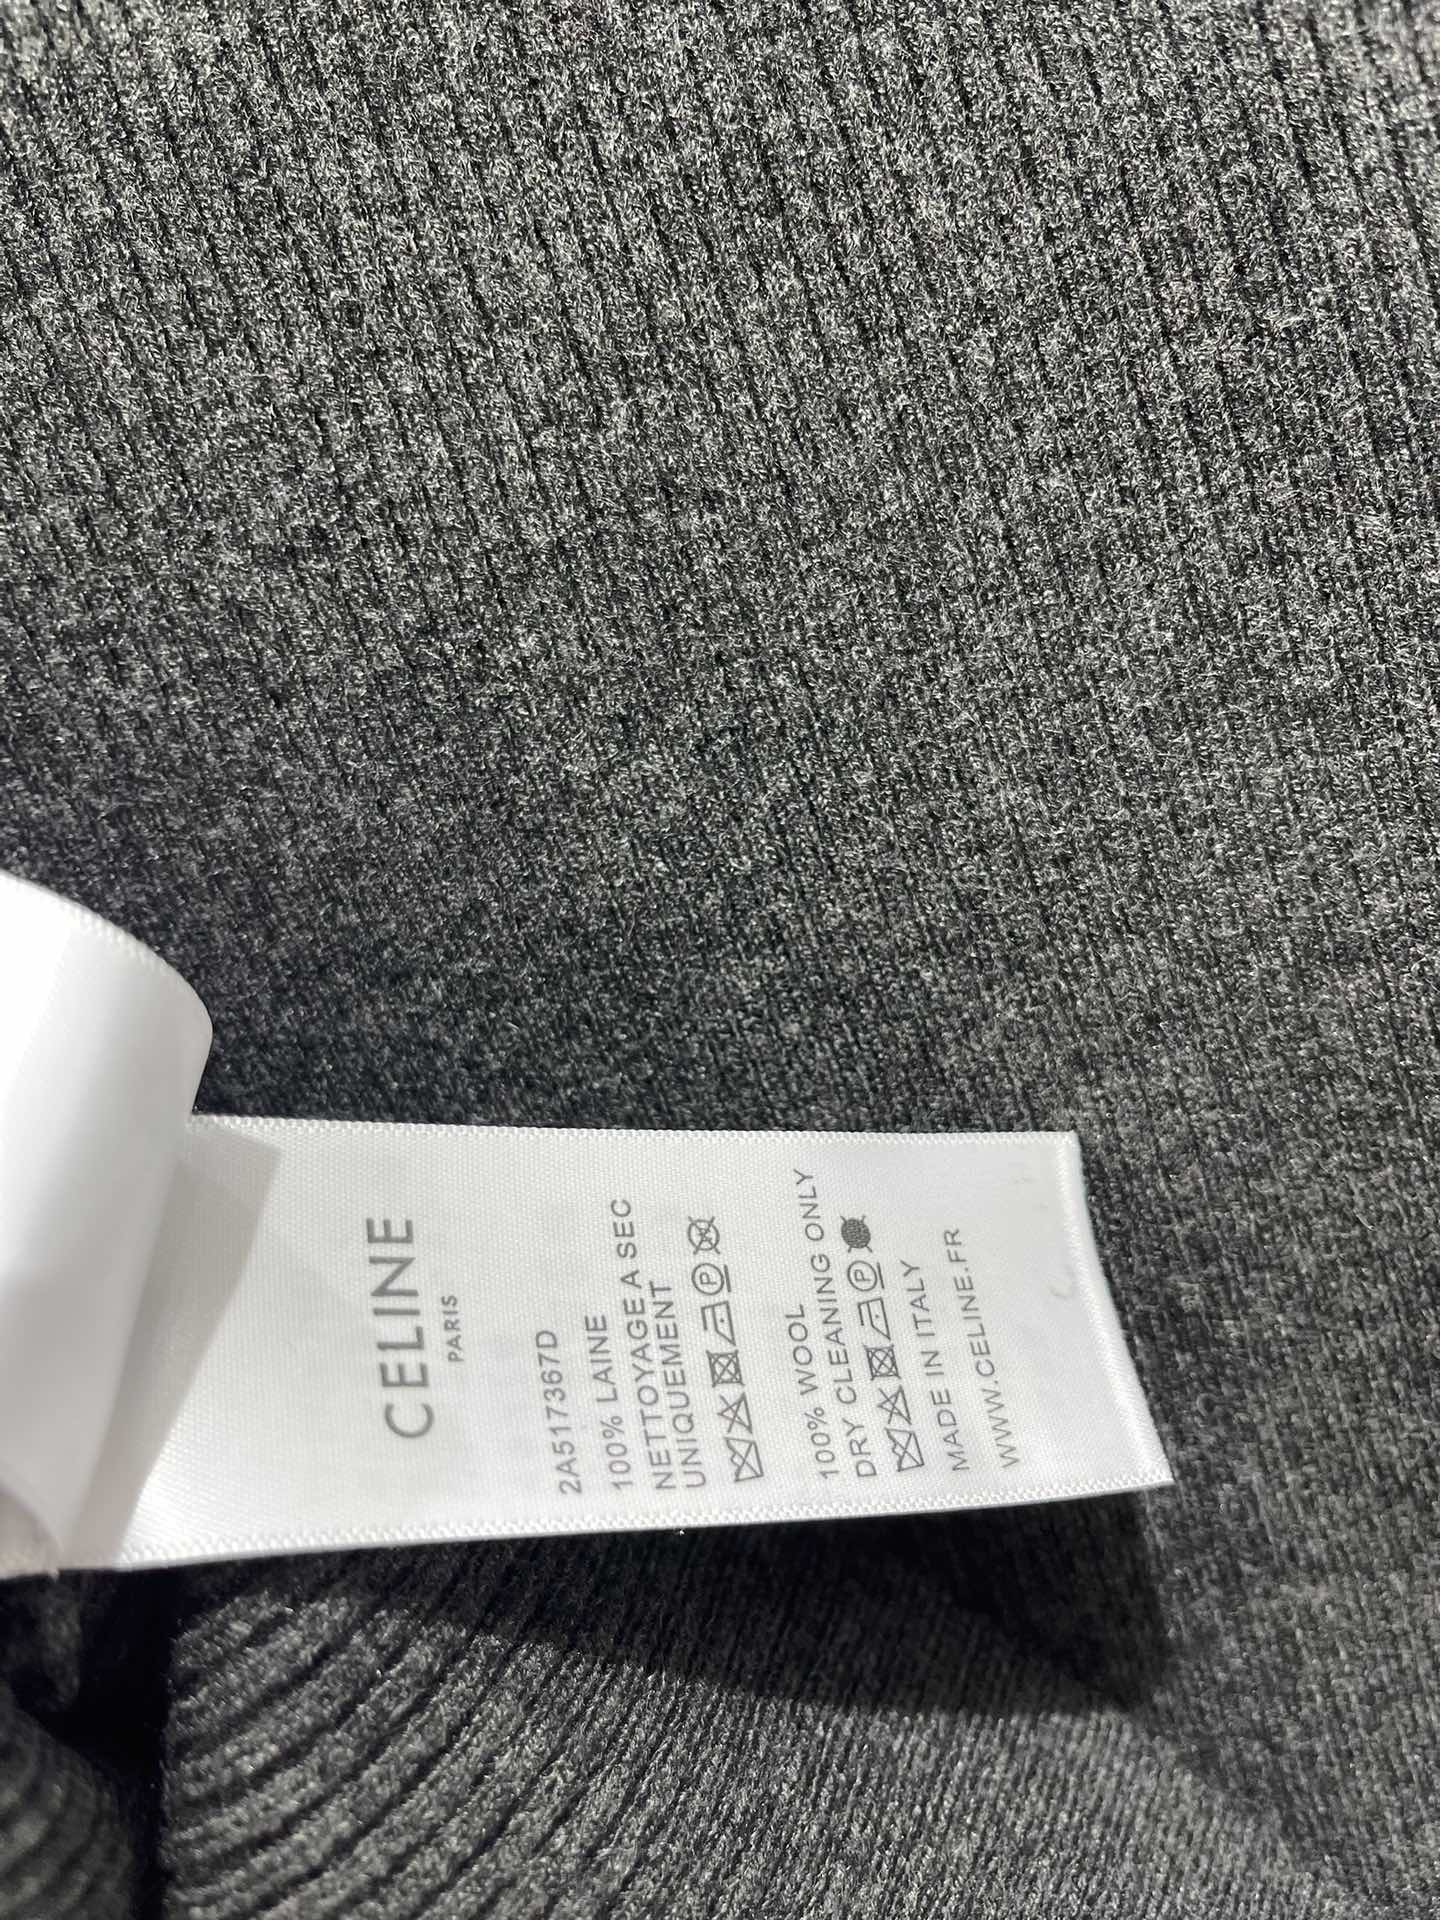 CELINE
PARIS
2A517367D
100% LAINE
NETTOYAGE A SEC
UNIQUEMENT
100% WOOL
DRY CLEANING ONLY
MADE IN ITALY
WWW.CELINE.FR